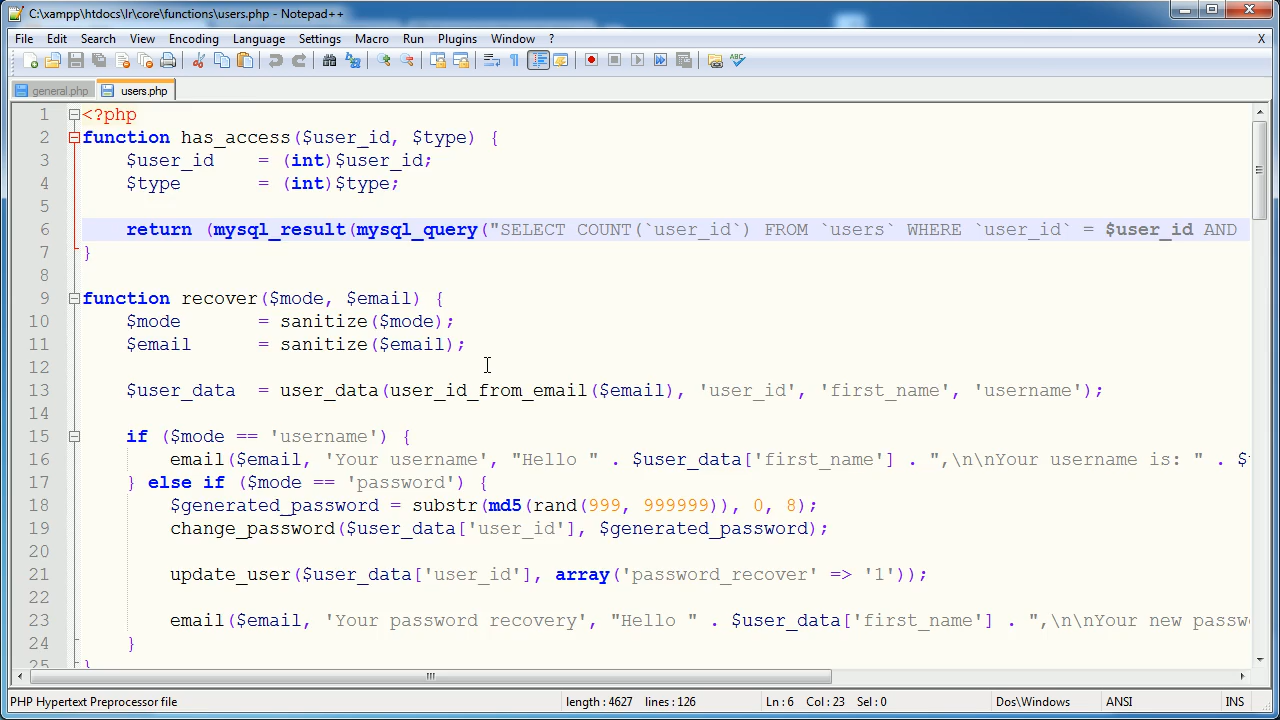 C:\xampp\htdocs\lr\core\functions\users.php - Notepad++
File Edit Search View Encoding Language Settings Macro Run Plugins Window ? X
general.php users.php
1 <?php
2 function has_access($user_id, $type) {
3 $user_id = (int)$user_id;
4 $type = (int)$type;
5
6 return (mysql_result(mysql_query("SELECT COUNT(`user_id`) FROM `users` WHERE `user_id` = $user_id AND
7 }
8
9 function recover($mode, $email) {
10 $mode = sanitize($mode);
11 $email = sanitize($email);
12
13 $user_data = user_data(user_id_from_email($email), 'user_id', 'first_name', 'username');
14
15 if ($mode == 'username') {
16 email($email, 'Your username', "Hello " . $user_data['first_name'] . ",\n\nYour username is: " .
17 } else if ($mode == 'password') {
18 $generated_password = substr(md5(rand(999, 999999)), 0, 8);
19 change_password($user_data['user_id'], $generated_password);
20
21 update_user($user_data['user_id'], array('password_recover' => '1'));
22
23 email($email, 'Your password recovery', "Hello " . $user_data['first_name'] . ",\n\nYour new passw
24 }
25 }
PHP Hypertext Preprocessor file length : 4627 lines : 126 Ln : 6 Col : 23 Sel : 0 Dos\Windows ANSI INS